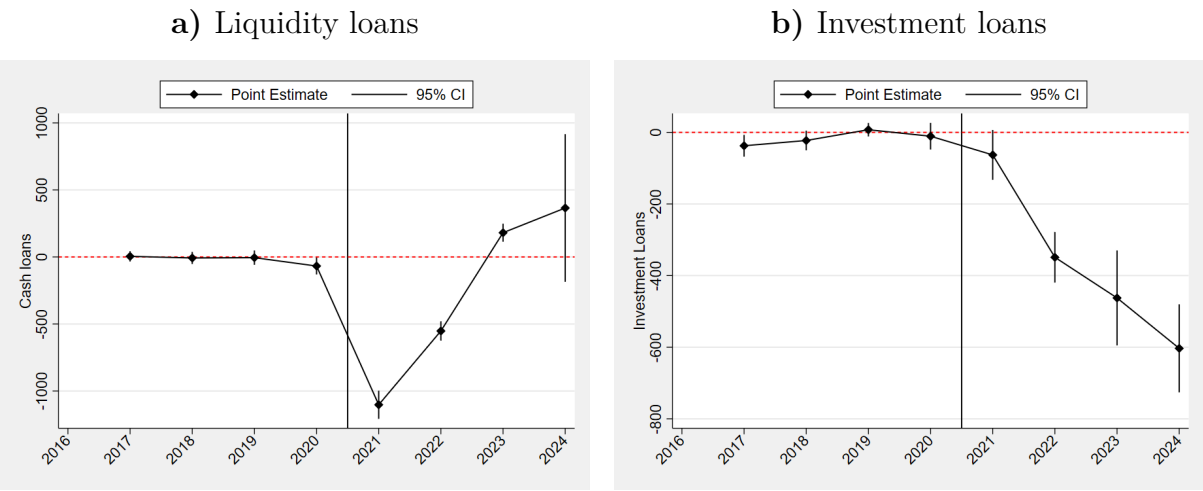 a) Liquidity loans
Point Estimate 95% CI
Cash loans
1000
500
0
-500
-1000
2016 2017 2018 2019 2020 2021 2022 2023 2024
b) Investment loans
Point Estimate 95% CI
Investment Loans
0
-200
-400
-600
-800
2016 2017 2018 2019 2020 2021 2022 2023 2024